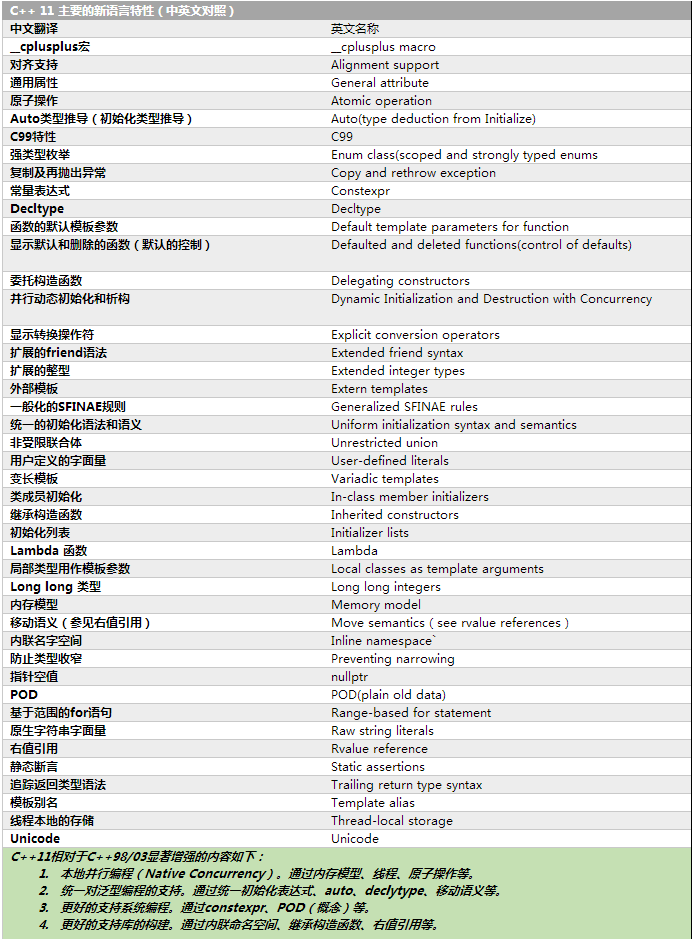 C++ 11 主要的新语言特性（中英文对照）
中文翻译 英文名称
__cplusplus宏 __cplusplus macro
对齐支持 Alignment support
通用属性 General attribute
原子操作 Atomic operation
Auto类型推导（初始化类型推导） Auto(type deduction from Initialize)
C99特性 C99
强类型枚举 Enum class(scoped and strongly typed enums
复制及再抛出异常 Copy and rethrow exception
常量表达式 Constexpr
Decltype Decltype
函数的默认模板参数 Default template parameters for function
显示默认和删除的函数（默认的控制） Defaulted and deleted functions(control of defaults)
委托构造函数 Delegating constructors
并行动态初始化和析构 Dynamic Initialization and Destruction with Concurrency
显示转换操作符 Explicit conversion operators
扩展的friend语法 Extended friend syntax
扩展的整型 Extended integer types
外部模板 Extern templates
一般化的SFINAE规则 Generalized SFINAE rules
统一的初始化语法和语义 Uniform initialization syntax and semantics
非受限联合体 Unrestricted union
用户定义的字面量 User-defined literals
变长模板 Variadic templates
类成员初始化 In-class member initializers
继承构造函数 Inherited constructors
初始化列表 Initializer lists
Lambda 函数 Lambda
局部类型用作模板参数 Local classes as template arguments
Long long 类型 Long long integers
内存模型 Memory model
移动语义（参见右值引用） Move semantics（see rvalue references）
内联名字空间 Inline namespace`
防止类型收窄 Preventing narrowing
指针空值 nullptr
POD POD(plain old data)
基于范围的for语句 Range-based for statement
原生字符串字面量 Raw string literals
右值引用 Rvalue reference
静态断言 Static assertions
追踪返回类型语法 Trailing return type syntax
模板别名 Template alias
线程本地的存储 Thread-local storage
Unicode Unicode
C++11相对于C++98/03显著增强的内容如下：
1. 本地并行编程（Native Concurrency）。通过内存模型、线程、原子操作等。
2. 统一对泛型编程的支持。通过统一初始化表达式、auto、declytype、移动语义等。
3. 更好的支持系统编程。通过constexpr、POD（概念）等。
4. 更好的支持库的构建。通过内联命名空间、继承构造函数、右值引用等。